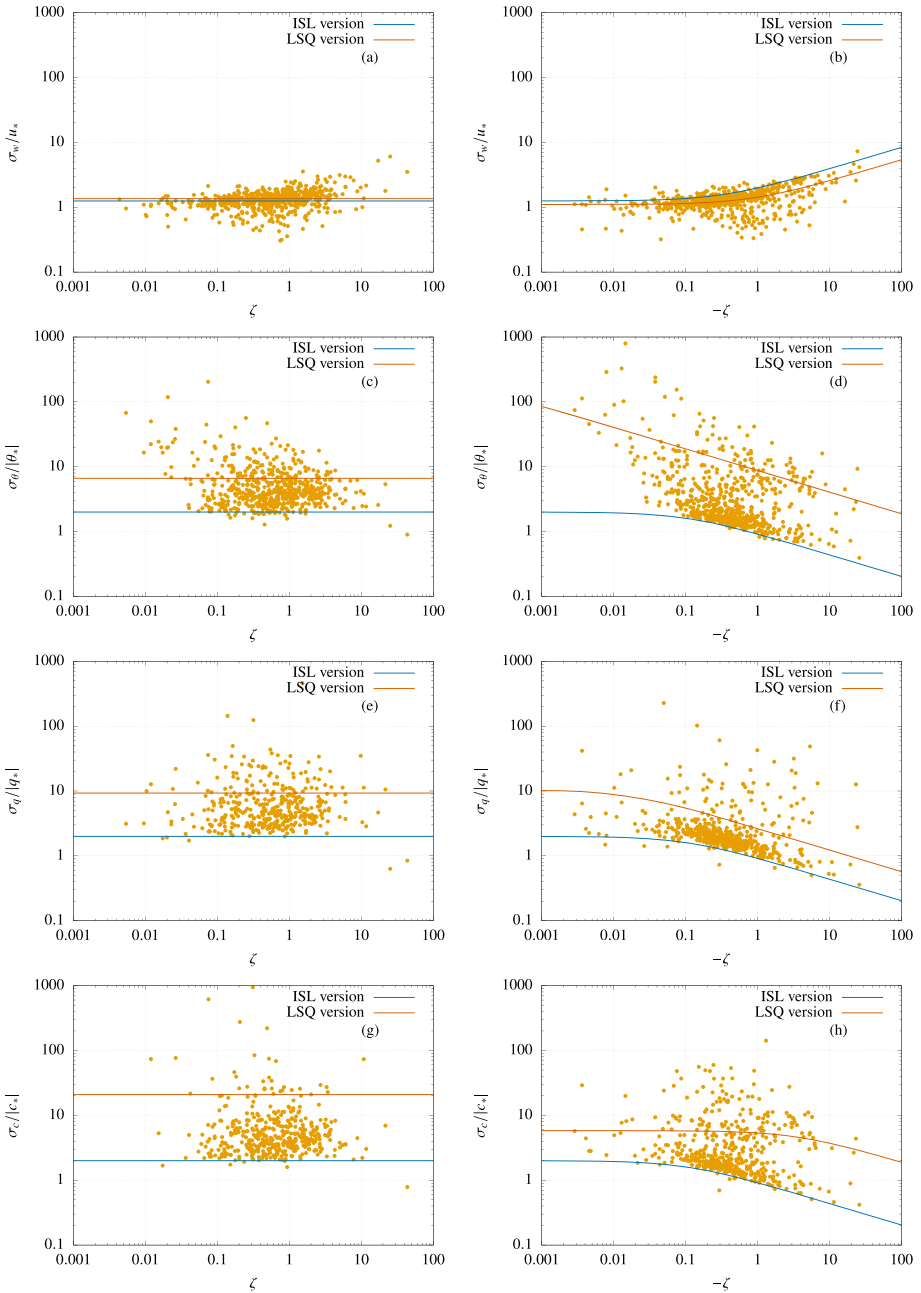 1000
100
10
1
0.1
0.001 0.01 0.1 1 10 100
σw/u*
ζ
ISL version
LSQ version
(a)
1000
100
10
1
0.1
0.001 0.01 0.1 1 10 100
σw/u*
−ζ
ISL version
LSQ version
(b)
1000
100
10
1
0.1
0.001 0.01 0.1 1 10 100
σθ/|θ*|
ζ
ISL version
LSQ version
(c)
1000
100
10
1
0.1
0.001 0.01 0.1 1 10 100
σθ/|θ*|
−ζ
ISL version
LSQ version
(d)
1000
100
10
1
0.1
0.001 0.01 0.1 1 10 100
σq/|q*|
ζ
ISL version
LSQ version
(e)
1000
100
10
1
0.1
0.001 0.01 0.1 1 10 100
σq/|q*|
−ζ
ISL version
LSQ version
(f)
1000
100
10
1
0.1
0.001 0.01 0.1 1 10 100
σc/|c*|
ζ
ISL version
LSQ version
(g)
1000
100
10
1
0.1
0.001 0.01 0.1 1 10 100
σc/|c*|
−ζ
ISL version
LSQ version
(h)